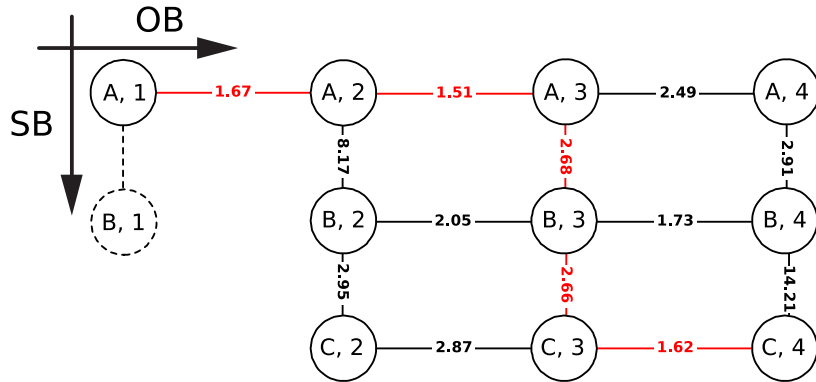 OB
SB
A, 1 1.67 A, 2 1.51 A, 3 2.49 A, 4
8.17 2.68 2.91
B, 1 B, 2 2.05 B, 3 1.73 B, 4
2.95 2.66 14.21
C, 2 2.87 C, 3 1.62 C, 4